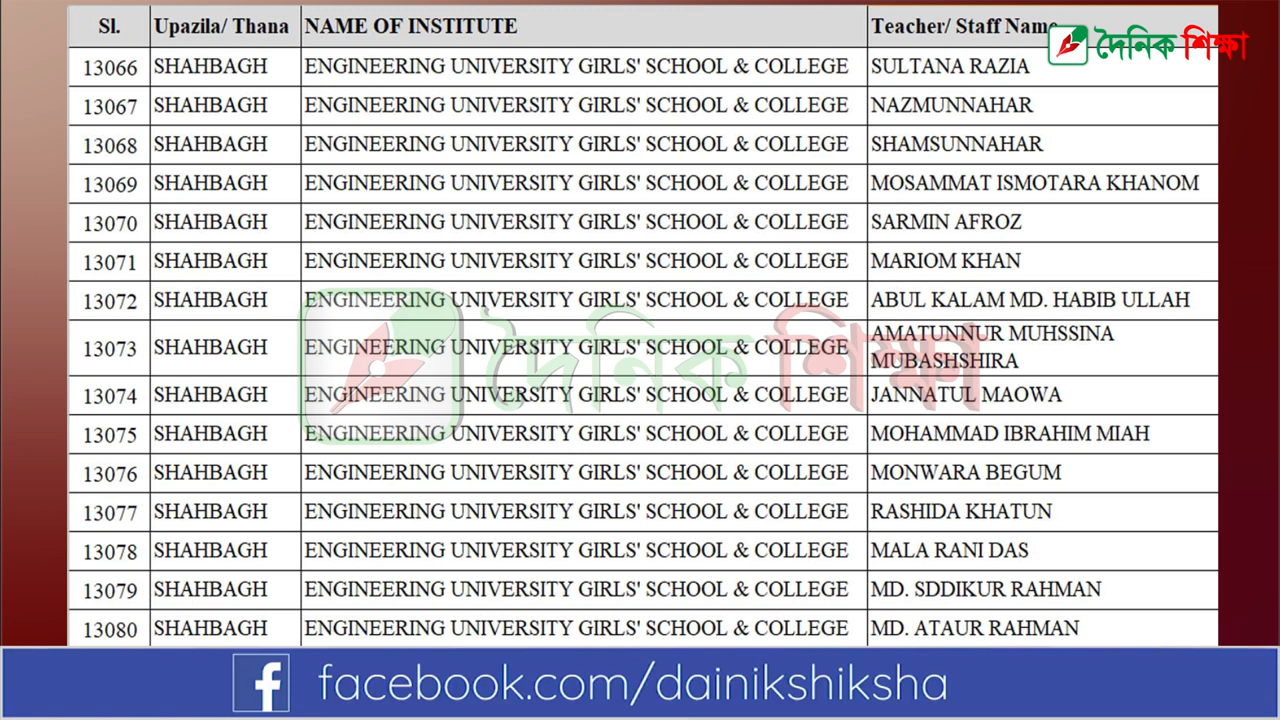 Sl. Upazila/ Thana NAME OF INSTITUTE Teacher/ Staff Name
দৈনিক শিক্ষা
13066 SHAHBAGH ENGINEERING UNIVERSITY GIRLS' SCHOOL & COLLEGE SULTANA RAZIA
13067 SHAHBAGH ENGINEERING UNIVERSITY GIRLS' SCHOOL & COLLEGE NAZMUNNAHAR
13068 SHAHBAGH ENGINEERING UNIVERSITY GIRLS' SCHOOL & COLLEGE SHAMSUNNAHAR
13069 SHAHBAGH ENGINEERING UNIVERSITY GIRLS' SCHOOL & COLLEGE MOSAMMAT ISMOTARA KHANOM
13070 SHAHBAGH ENGINEERING UNIVERSITY GIRLS' SCHOOL & COLLEGE SARMIN AFROZ
13071 SHAHBAGH ENGINEERING UNIVERSITY GIRLS' SCHOOL & COLLEGE MARIOM KHAN
13072 SHAHBAGH ENGINEERING UNIVERSITY GIRLS' SCHOOL & COLLEGE ABUL KALAM MD. HABIB ULLAH
13073 SHAHBAGH ENGINEERING UNIVERSITY GIRLS' SCHOOL & COLLEGE AMATUNNUR MUHSSINA
MUBASHSHIRA
দৈনিক শিক্ষা
13074 SHAHBAGH ENGINEERING UNIVERSITY GIRLS' SCHOOL & COLLEGE JANNATUL MAOWA
13075 SHAHBAGH ENGINEERING UNIVERSITY GIRLS' SCHOOL & COLLEGE MOHAMMAD IBRAHIM MIAH
13076 SHAHBAGH ENGINEERING UNIVERSITY GIRLS' SCHOOL & COLLEGE MONWARA BEGUM
13077 SHAHBAGH ENGINEERING UNIVERSITY GIRLS' SCHOOL & COLLEGE RASHIDA KHATUN
13078 SHAHBAGH ENGINEERING UNIVERSITY GIRLS' SCHOOL & COLLEGE MALA RANI DAS
13079 SHAHBAGH ENGINEERING UNIVERSITY GIRLS' SCHOOL & COLLEGE MD. SDDIKUR RAHMAN
13080 SHAHBAGH ENGINEERING UNIVERSITY GIRLS' SCHOOL & COLLEGE MD. ATAUR RAHMAN
facebook.com/dainikshiksha